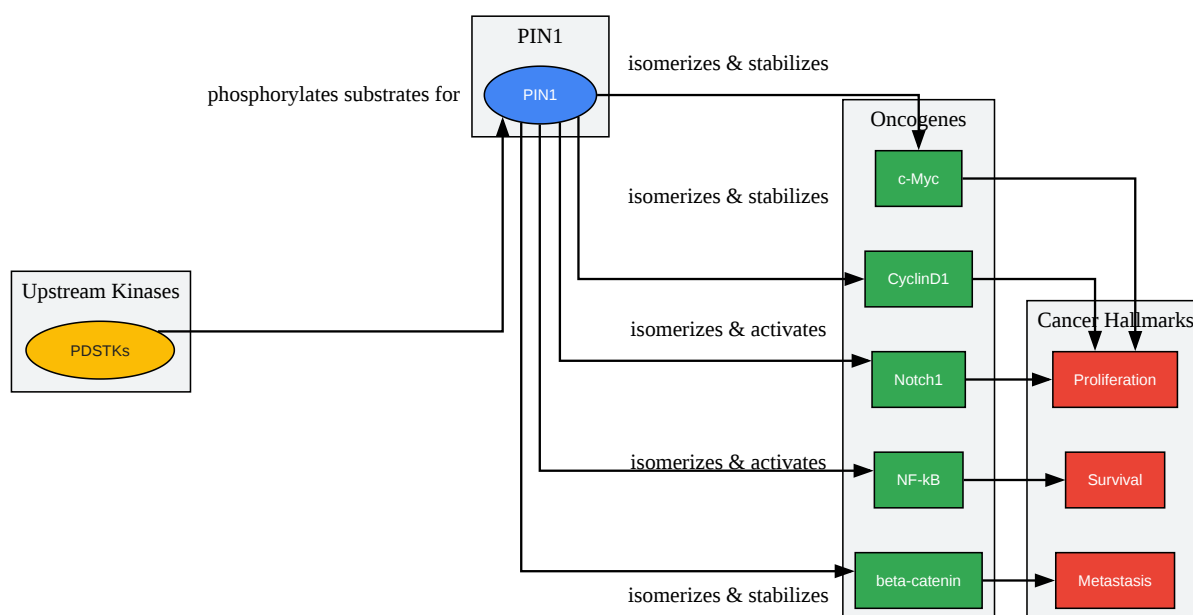 PIN1
isomerizes & stabilizes
phosphorylates substrates for
PIN1
Oncogenes
c-Myc
isomerizes & stabilizes
CyclinD1
Upstream Kinases
Cancer Hallmarks
isomerizes & activates
PDSTKs
Notch1
Proliferation
isomerizes & activates
NF-kB
Survival
beta-catenin
Metastasis
isomerizes & stabilizes